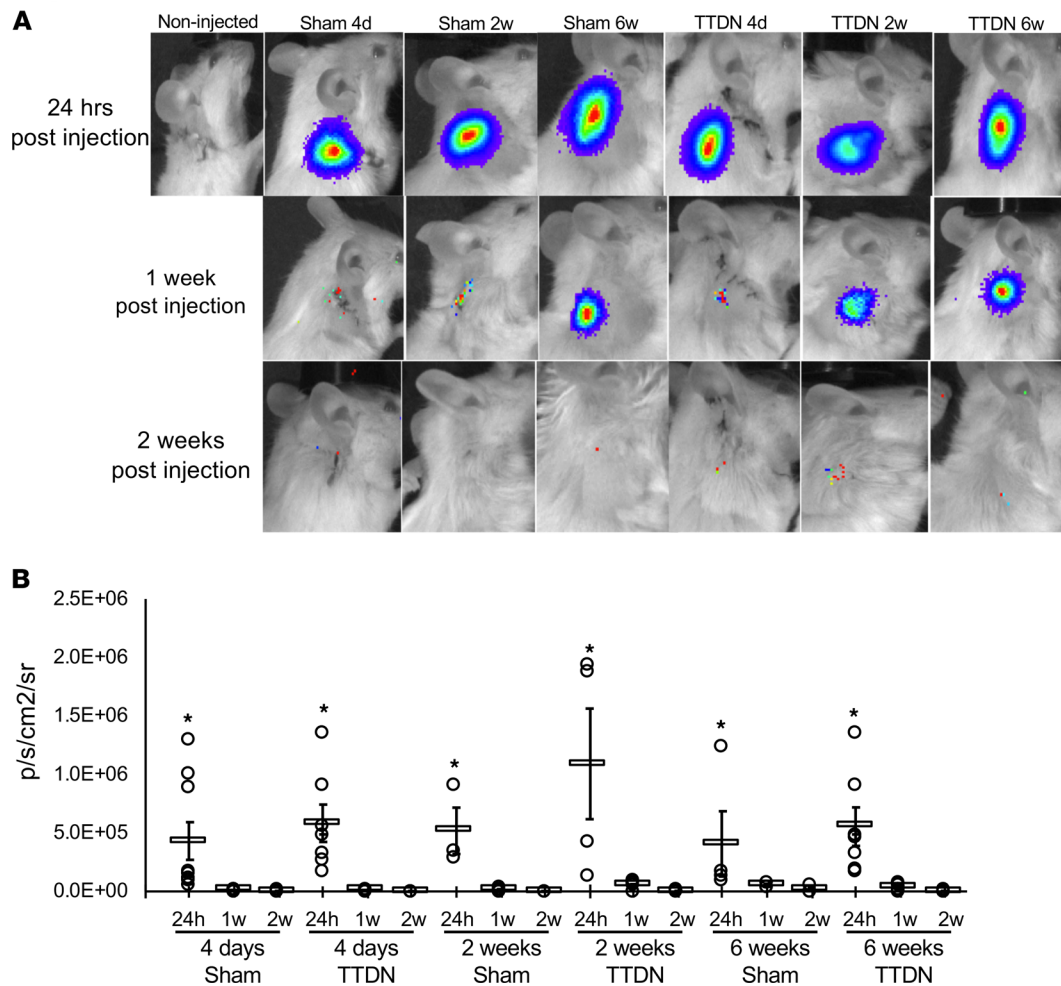 A
Non-injected Sham 4d Sham 2w Sham 6w TTDN 4d TTDN 2w TTDN 6w
24 hrs
post injection
1 week
post injection
2 weeks
post injection
B
p/s/cm2/sr
2.5E+06
2.0E+06
1.5E+06
1.0E+06
5.0E+05
0.0E+00
* * * * * *
24h 1w 2w 24h 1w 2w 24h 1w 2w 24h 1w 2w 24h 1w 2w 24h 1w 2w
4 days 4 days 2 weeks 2 weeks 6 weeks 6 weeks
Sham TTDN Sham TTDN Sham TTDN